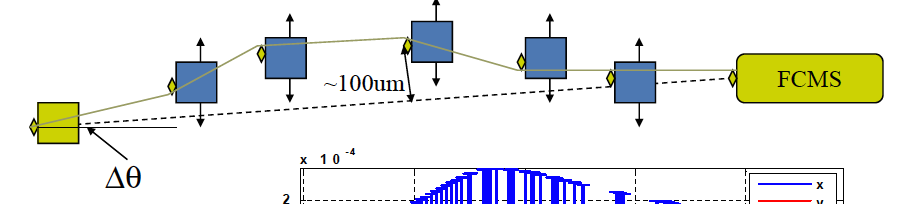 ~100um
FCMS
Δθ
x 10⁻⁴
2
x
y